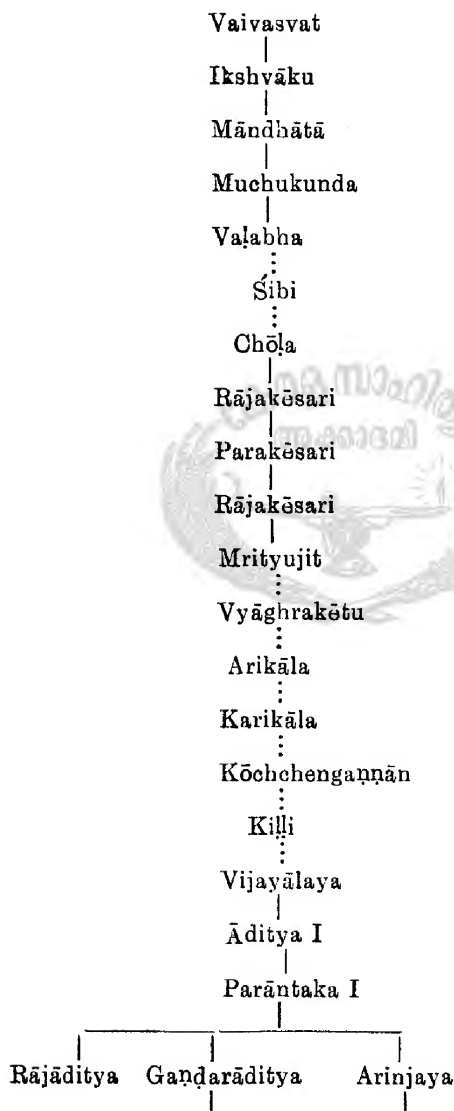 Vaivasvat
Ikshvāku
Māndhātā
Muchukunda
Vaḷabha
Śibi
Chōḷa
Rājakēsari
Parakēsari
Rājakēsari
Mrityujit
Vyāghrakētu
Arikāla
Karikāla
Kōchchengaṇṇān
Kiḷḷi
Vijayālaya
Āditya I
Parāntaka I
Rājāditya Gaṇḍarāditya Arinjaya